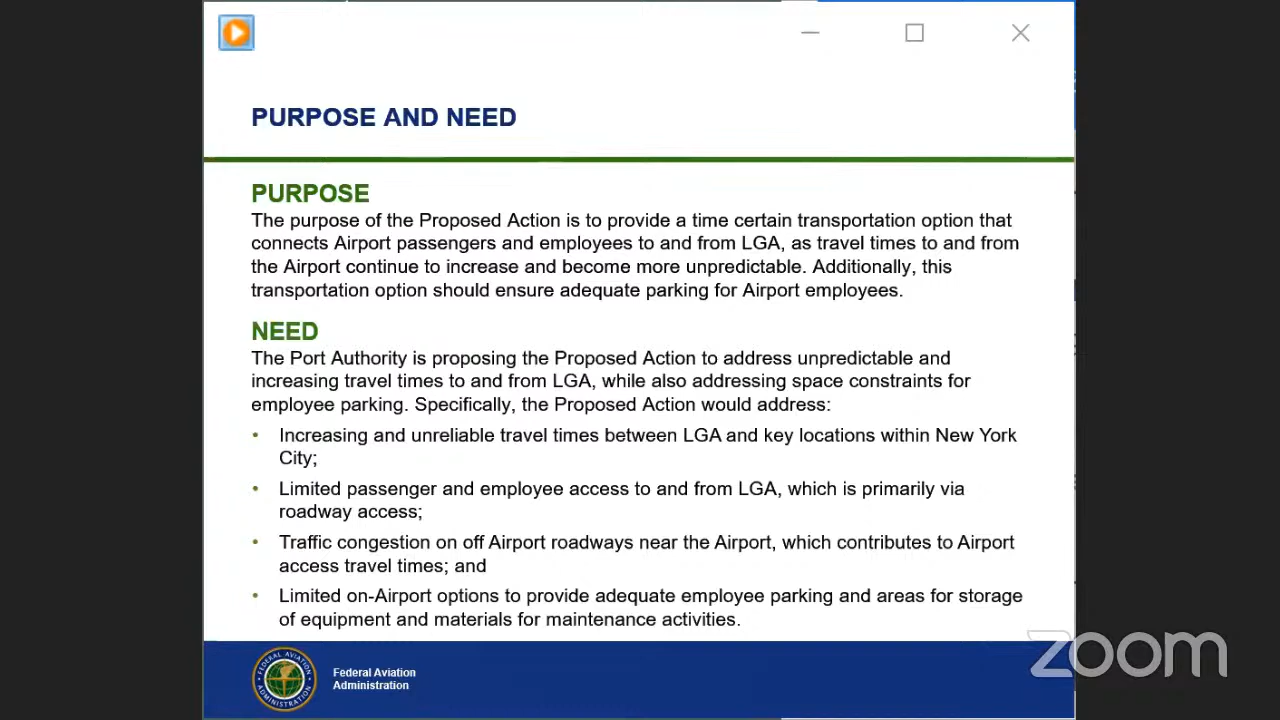 PURPOSE AND NEED
PURPOSE
The purpose of the Proposed Action is to provide a time certain transportation option that
connects Airport passengers and employees to and from LGA, as travel times to and from
the Airport continue to increase and become more unpredictable. Additionally, this
transportation option should ensure adequate parking for Airport employees.
NEED
The Port Authority is proposing the Proposed Action to address unpredictable and
increasing travel times to and from LGA, while also addressing space constraints for
employee parking. Specifically, the Proposed Action would address:
• Increasing and unreliable travel times between LGA and key locations within New York
City;
• Limited passenger and employee access to and from LGA, which is primarily via
roadway access;
• Traffic congestion on off Airport roadways near the Airport, which contributes to Airport
access travel times; and
• Limited on-Airport options to provide adequate employee parking and areas for storage
of equipment and materials for maintenance activities.
FEDERAL AVIATION
ADMINISTRATION
Federal Aviation
Administration
zoom